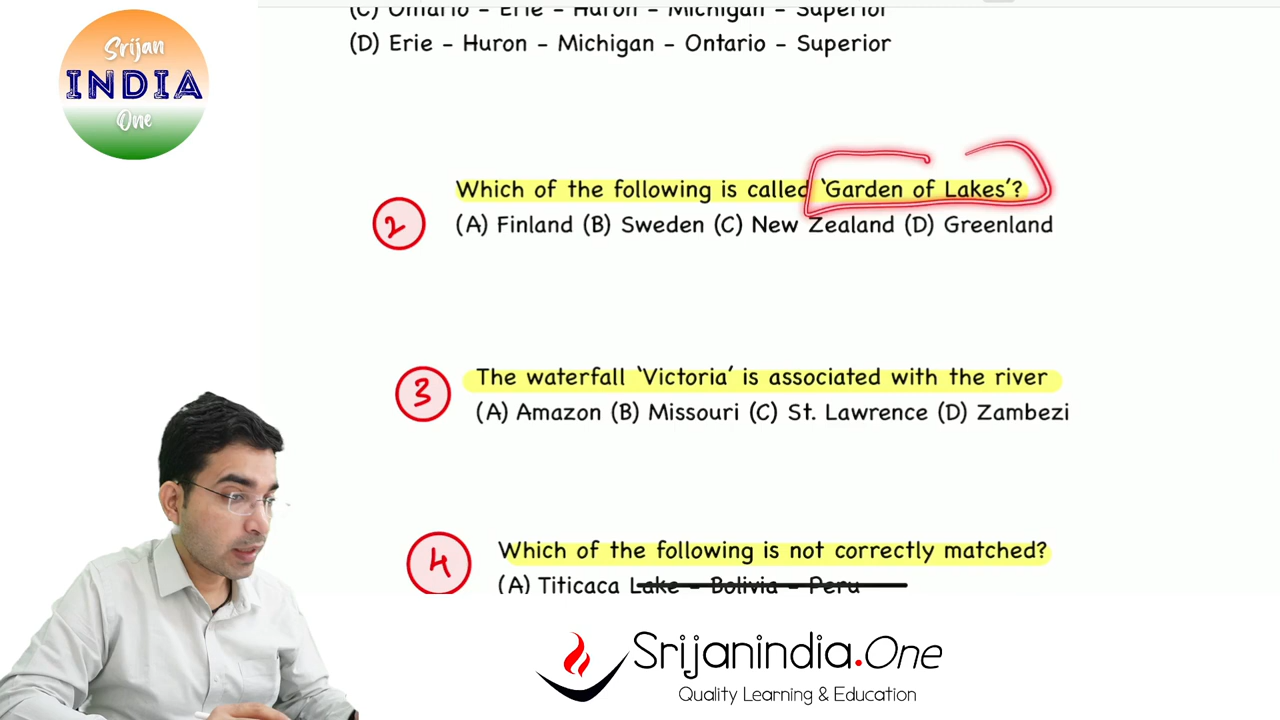 Srijan
INDIA
One
(C) Ontario - Erie - Huron - Michigan - Superior
(D) Erie - Huron - Michigan - Ontario - Superior
2
Which of the following is called 'Garden of Lakes'?
(A) Finland (B) Sweden (C) New Zealand (D) Greenland
3
The waterfall 'Victoria' is associated with the river
(A) Amazon (B) Missouri (C) St. Lawrence (D) Zambezi
4
Which of the following is not correctly matched?
(A) Titicaca Lake - Bolivia - Peru
Srijanindia.One
Quality Learning & Education